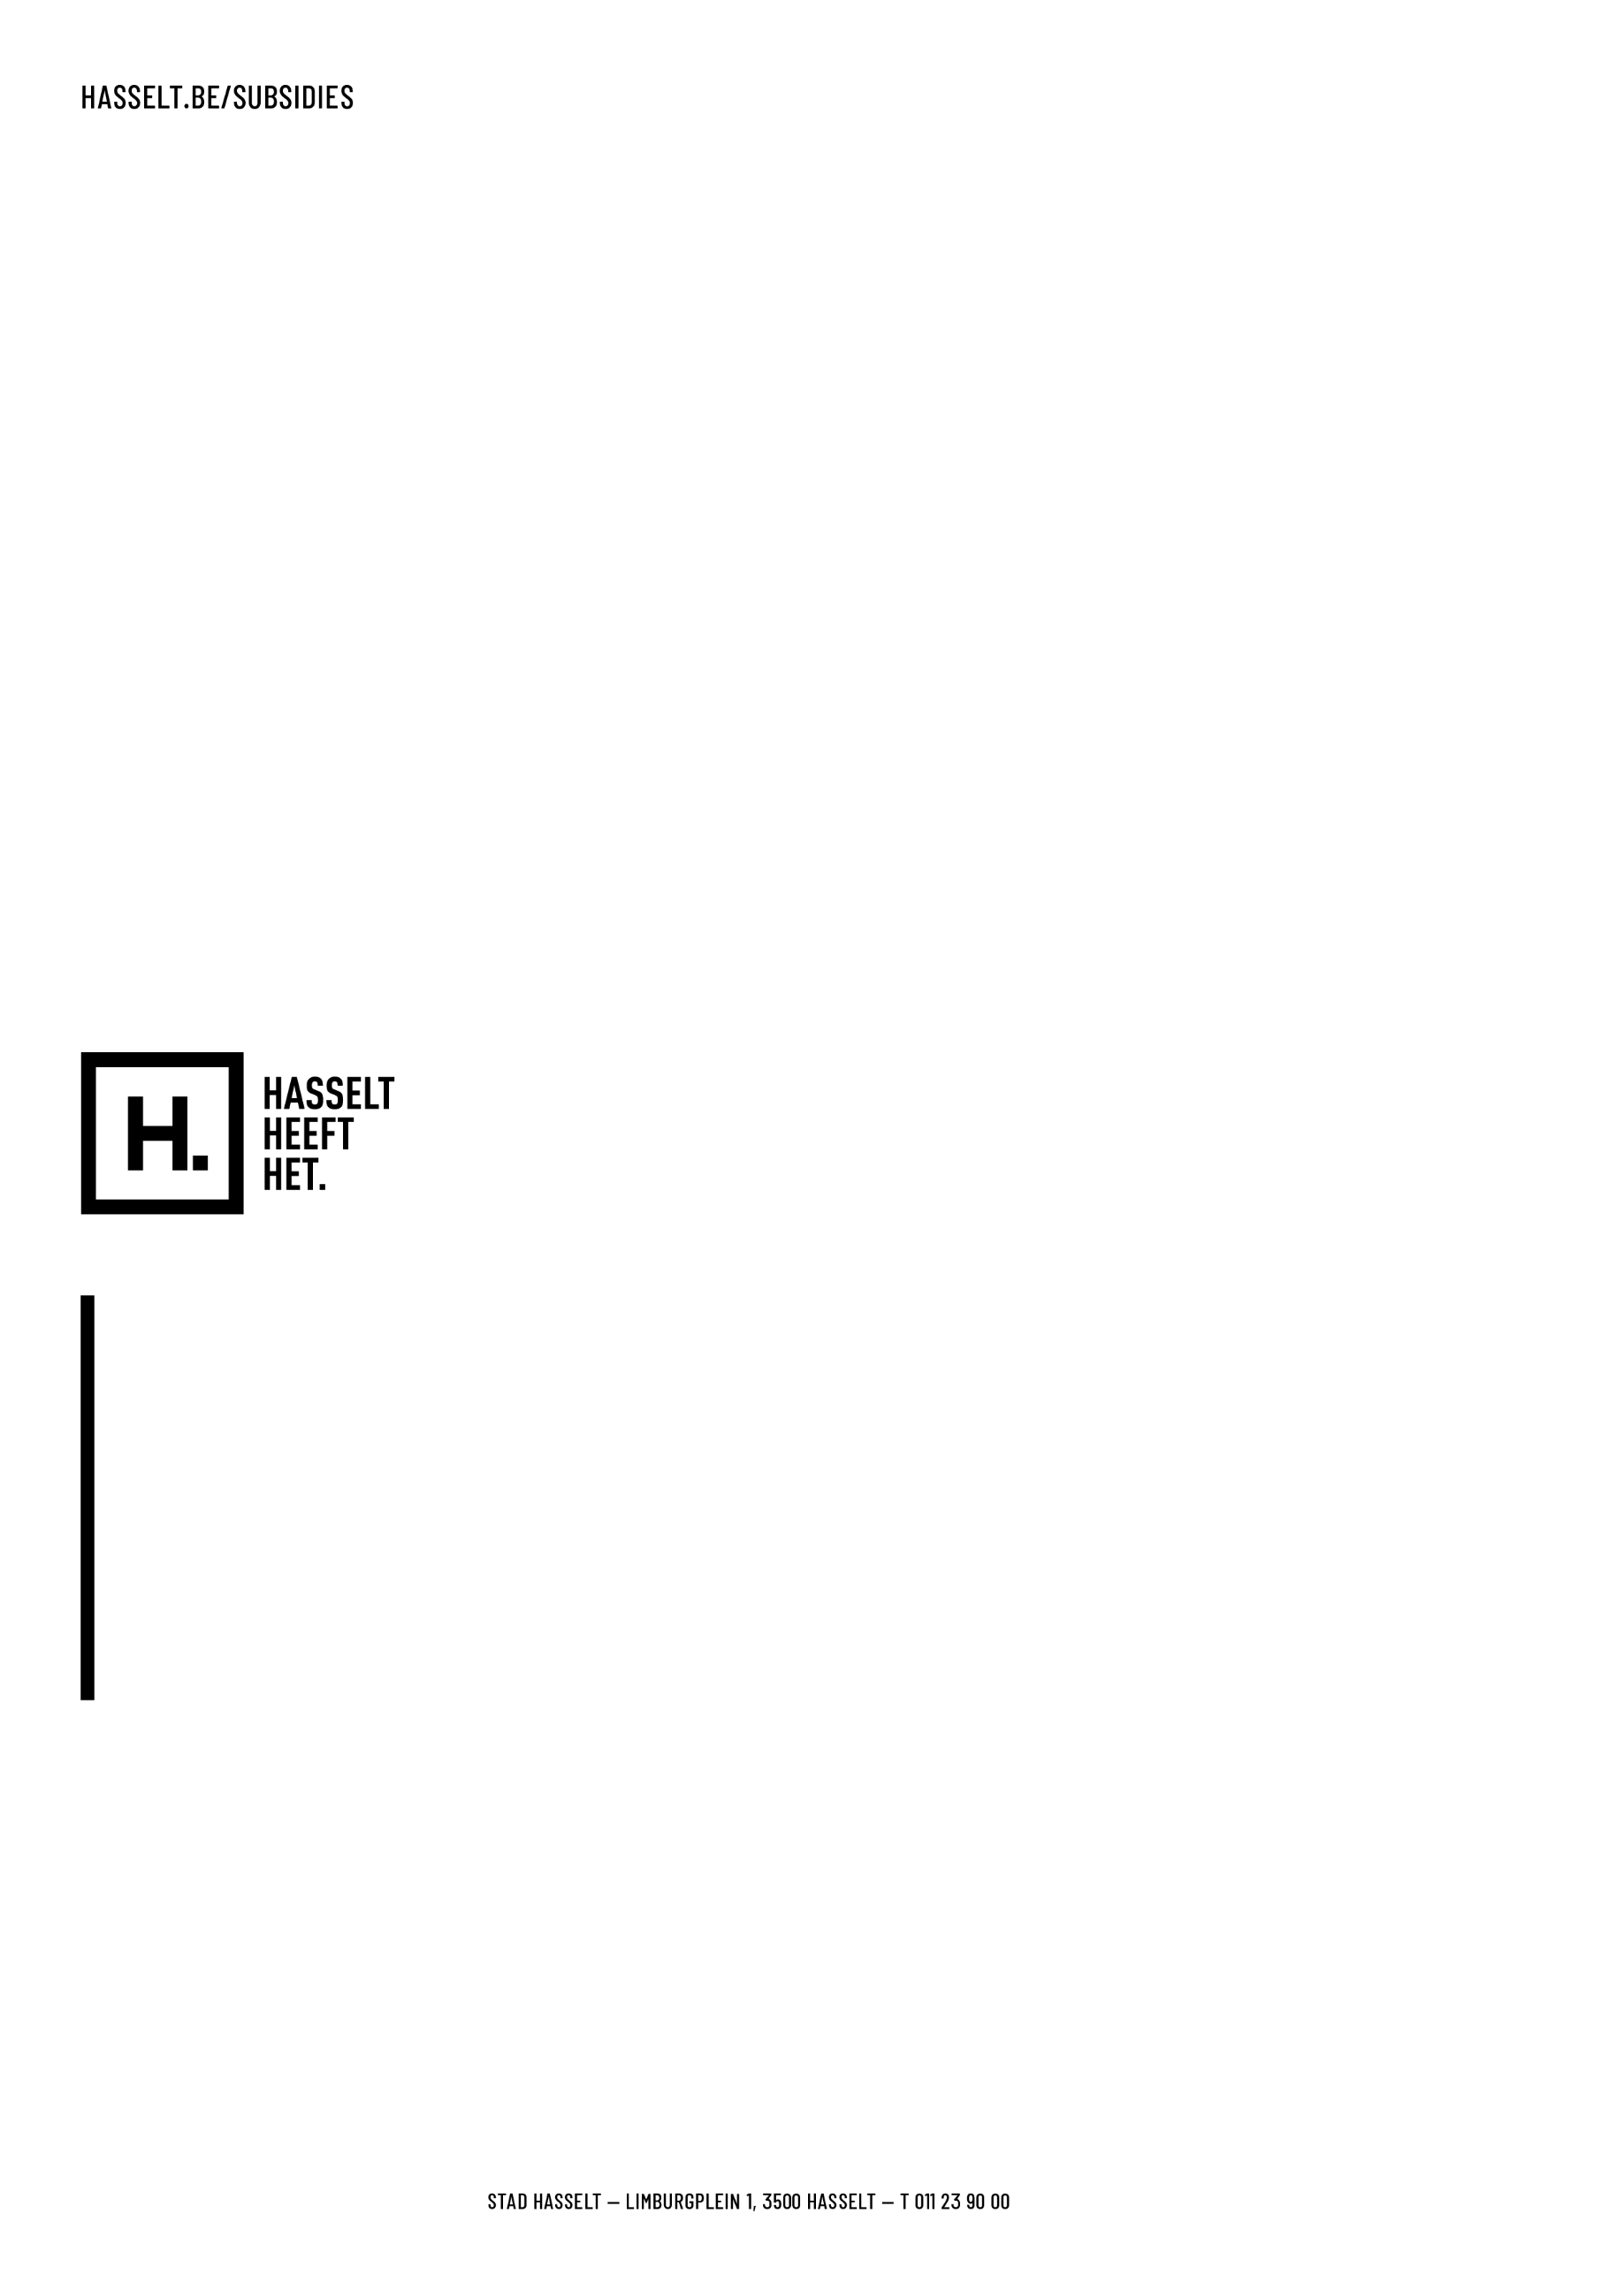 HASSELT.BE/SUBSIDIES
H.
HASSELT
HEEFT
HET.
STAD HASSELT — LIMBURGPLEIN 1, 3500 HASSELT — T 011 23 90 00